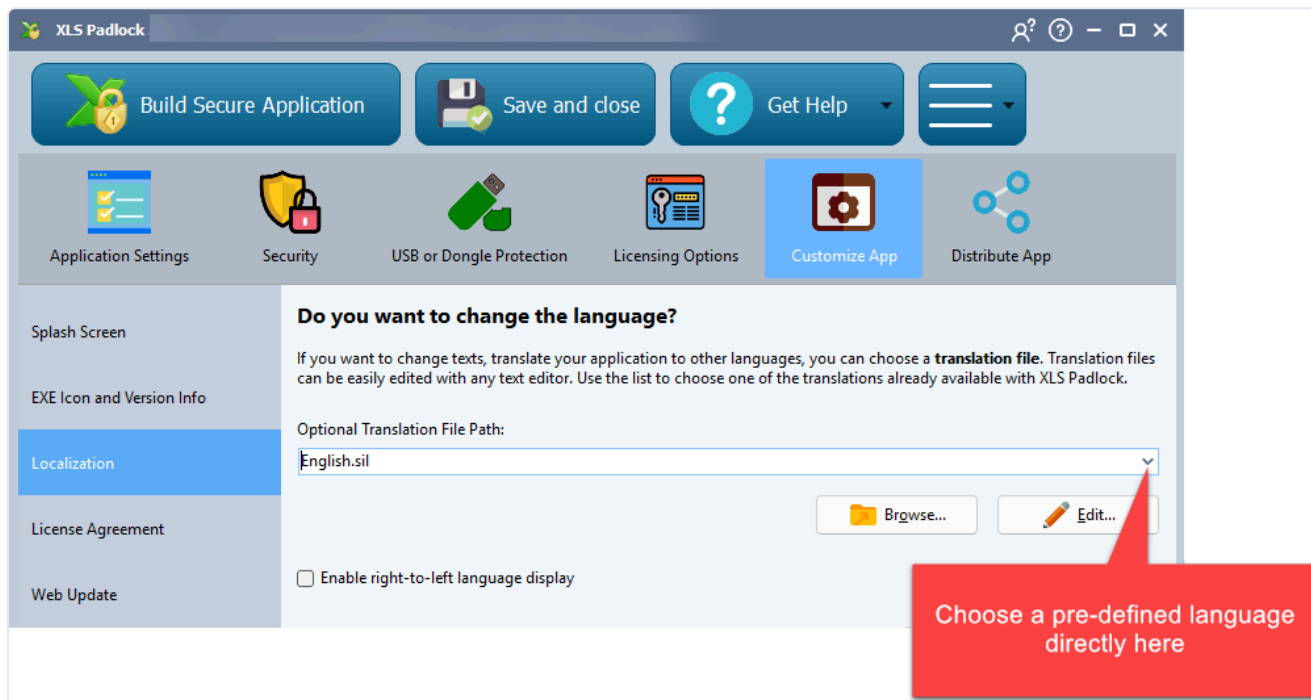 XLS Padlock
Build Secure Application
Save and close
Get Help
Application Settings
Security
USB or Dongle Protection
Licensing Options
Customize App
Distribute App
Splash Screen
EXE Icon and Version Info
Localization
License Agreement
Web Update
Do you want to change the language?
If you want to change texts, translate your application to other languages, you can choose a translation file. Translation files
can be easily edited with any text editor. Use the list to choose one of the translations already available with XLS Padlock.
Optional Translation File Path:
English.sil
Browse...
Edit...
Enable right-to-left language display
Choose a pre-defined language
directly here